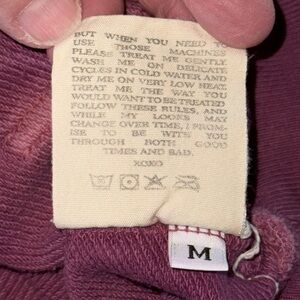 BUT WHEN YOU NEED TO
USE THOSE MACHINES
PLEASE TREAT ME GENTLY
WASH ME ON DELICATE
CYCLES IN COLD WATER AND
DRY ME ON VERY LOW HEAT
TREAT ME THE WAY YOU
WOULD WANT TO BE TREATED
FOLLOW THESE RULES, AND
WHILE MY LOOKS MAY
CHANGE OVER TIME, I PROM-
ISE TO BE WITH YOU
THROUGH BOTH GOOD
TIMES AND BAD.
XOXO
M